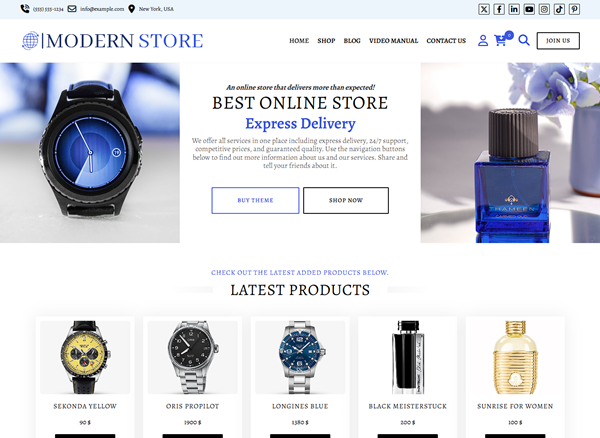 (555) 555-1234 info@example.com New York, USA
|MODERN STORE
HOME SHOP BLOG VIDEO MANUAL CONTACT US 0 JOIN US
An online store that delivers more than expected!
BEST ONLINE STORE
Express Delivery
We offer all services in one place including express delivery, 24/7 support,
competitive prices, and guaranteed quality. Use the navigation buttons
below to find out more information about us and our services. Share and
tell your friends about it.
BUY THEME SHOP NOW
THAMEEN
CHECK OUT THE LATEST ADDED PRODUCTS BELOW.
LATEST PRODUCTS
SEKONDA YELLOW ORIS PROPILOT LONGINES BLUE BLACK MEISTERSTUCK SUNRISE FOR WOMEN
90 $ 1900 $ 1380 $ 200 $ 100 $